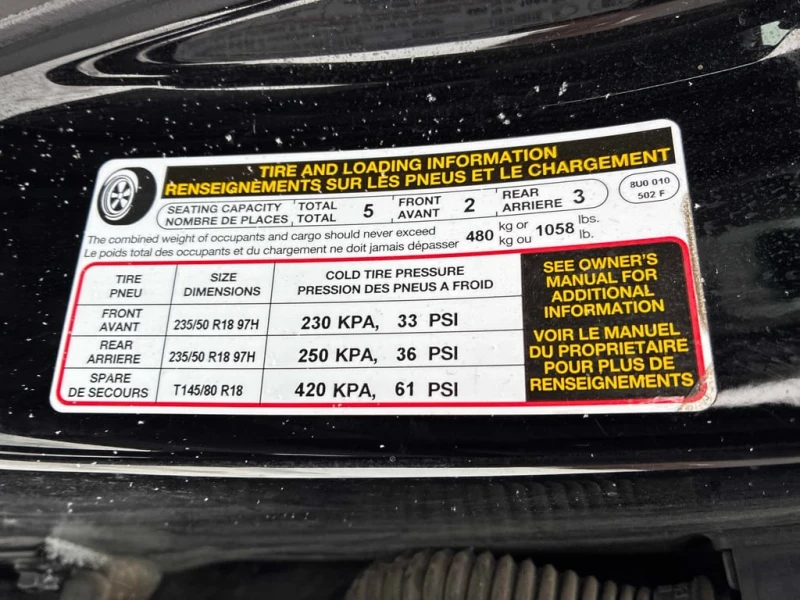 TIRE AND LOADING INFORMATION
RENSEIGNEMENTS SUR LES PNEUS ET LE CHARGEMENT
SEATING CAPACITY TOTAL 5 FRONT 2 REAR 3
NOMBRE DE PLACES TOTAL AVANT ARRIERE
8U0 010
502 F
The combined weight of occupants and cargo should never exceed 480 kg or 1058 lbs.
Le poids total des occupants et du chargement ne doit jamais dépasser kg ou lb.
TIRE SIZE COLD TIRE PRESSURE
PNEU DIMENSIONS PRESSION DES PNEUS A FROID
FRONT
AVANT 235/50 R18 97H 230 KPA, 33 PSI
REAR
ARRIERE 235/50 R18 97H 250 KPA, 36 PSI
SPARE
DE SECOURS T145/80 R18 420 KPA, 61 PSI
SEE OWNER'S
MANUAL FOR
ADDITIONAL
INFORMATION
VOIR LE MANUEL
DU PROPRIETAIRE
POUR PLUS DE
RENSEIGNEMENTS